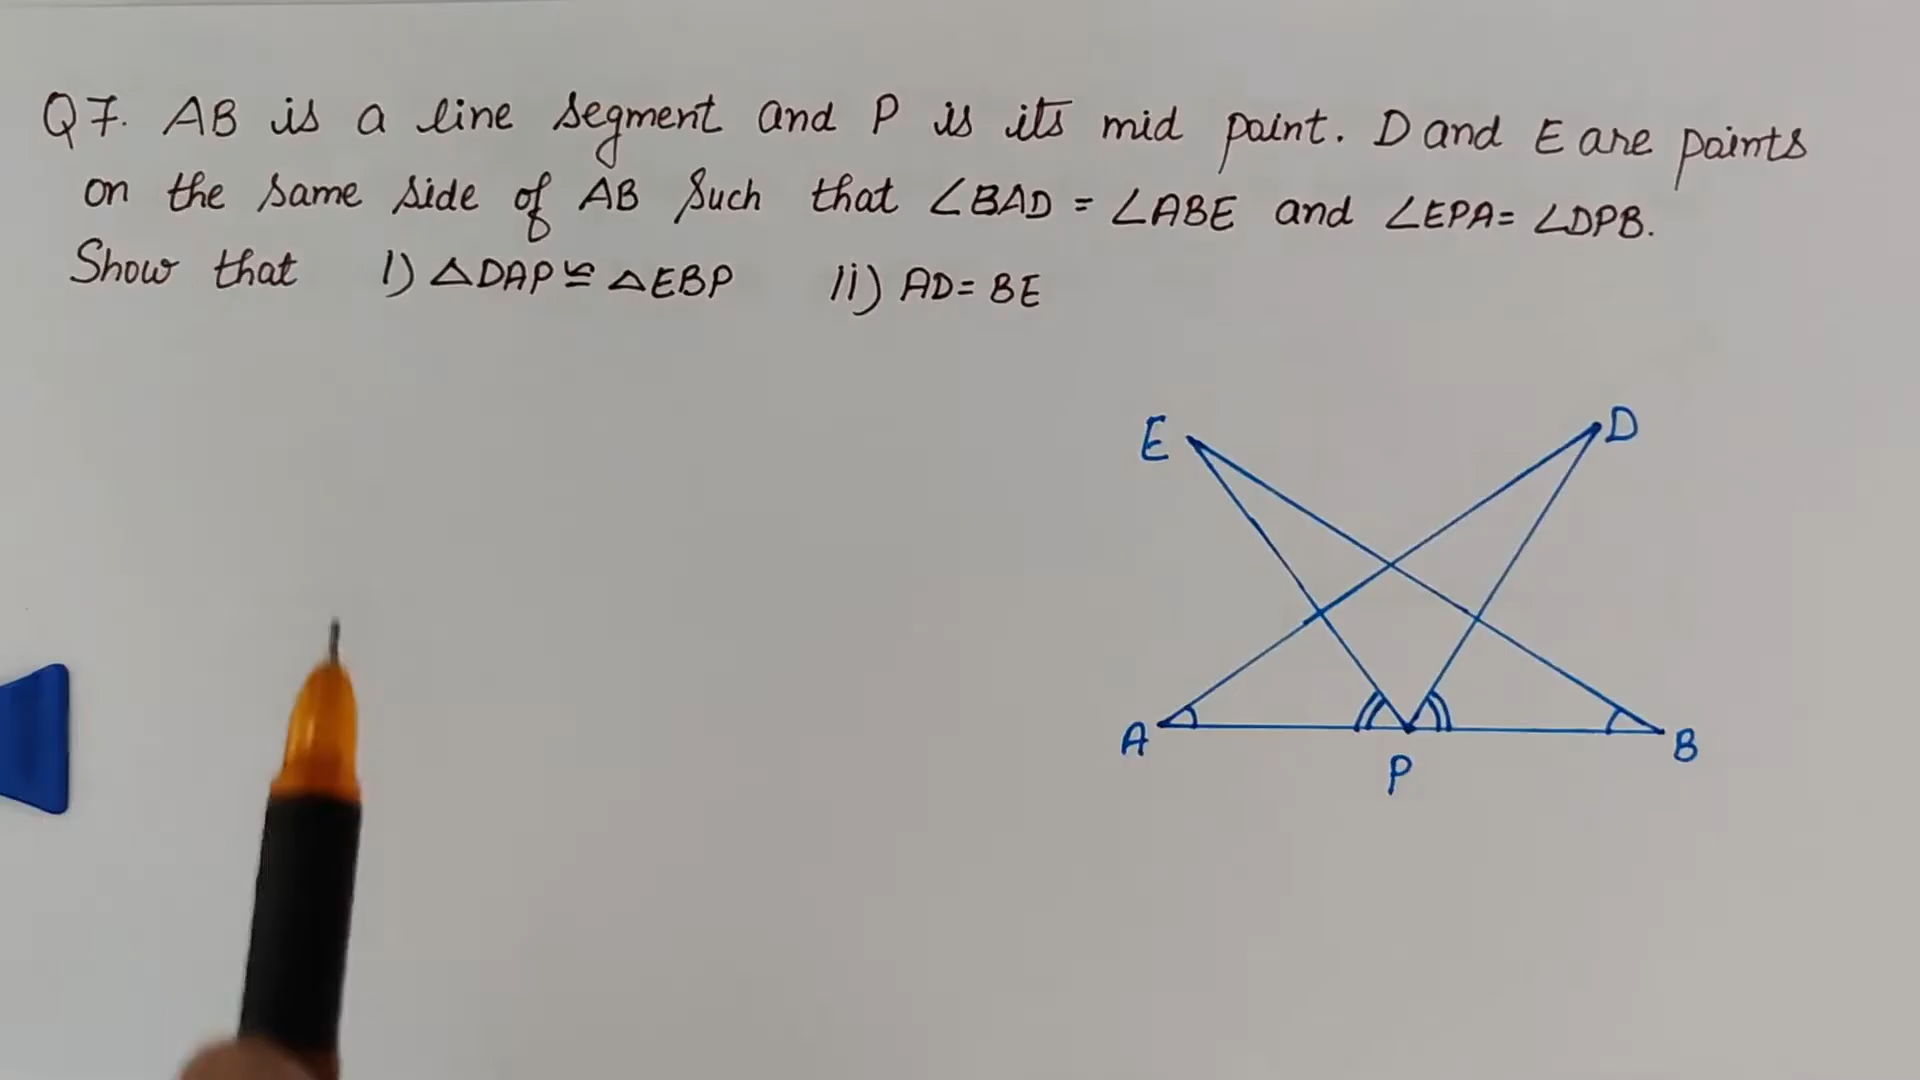 Q7. AB is a line segment and P is its mid point. D and E are points
on the same side of AB Such that ∠BAD = ∠ABE and ∠EPA = ∠DPB.
Show that I) △DAP ≌ △EBP II) AD = BE
E
D
A
P
B